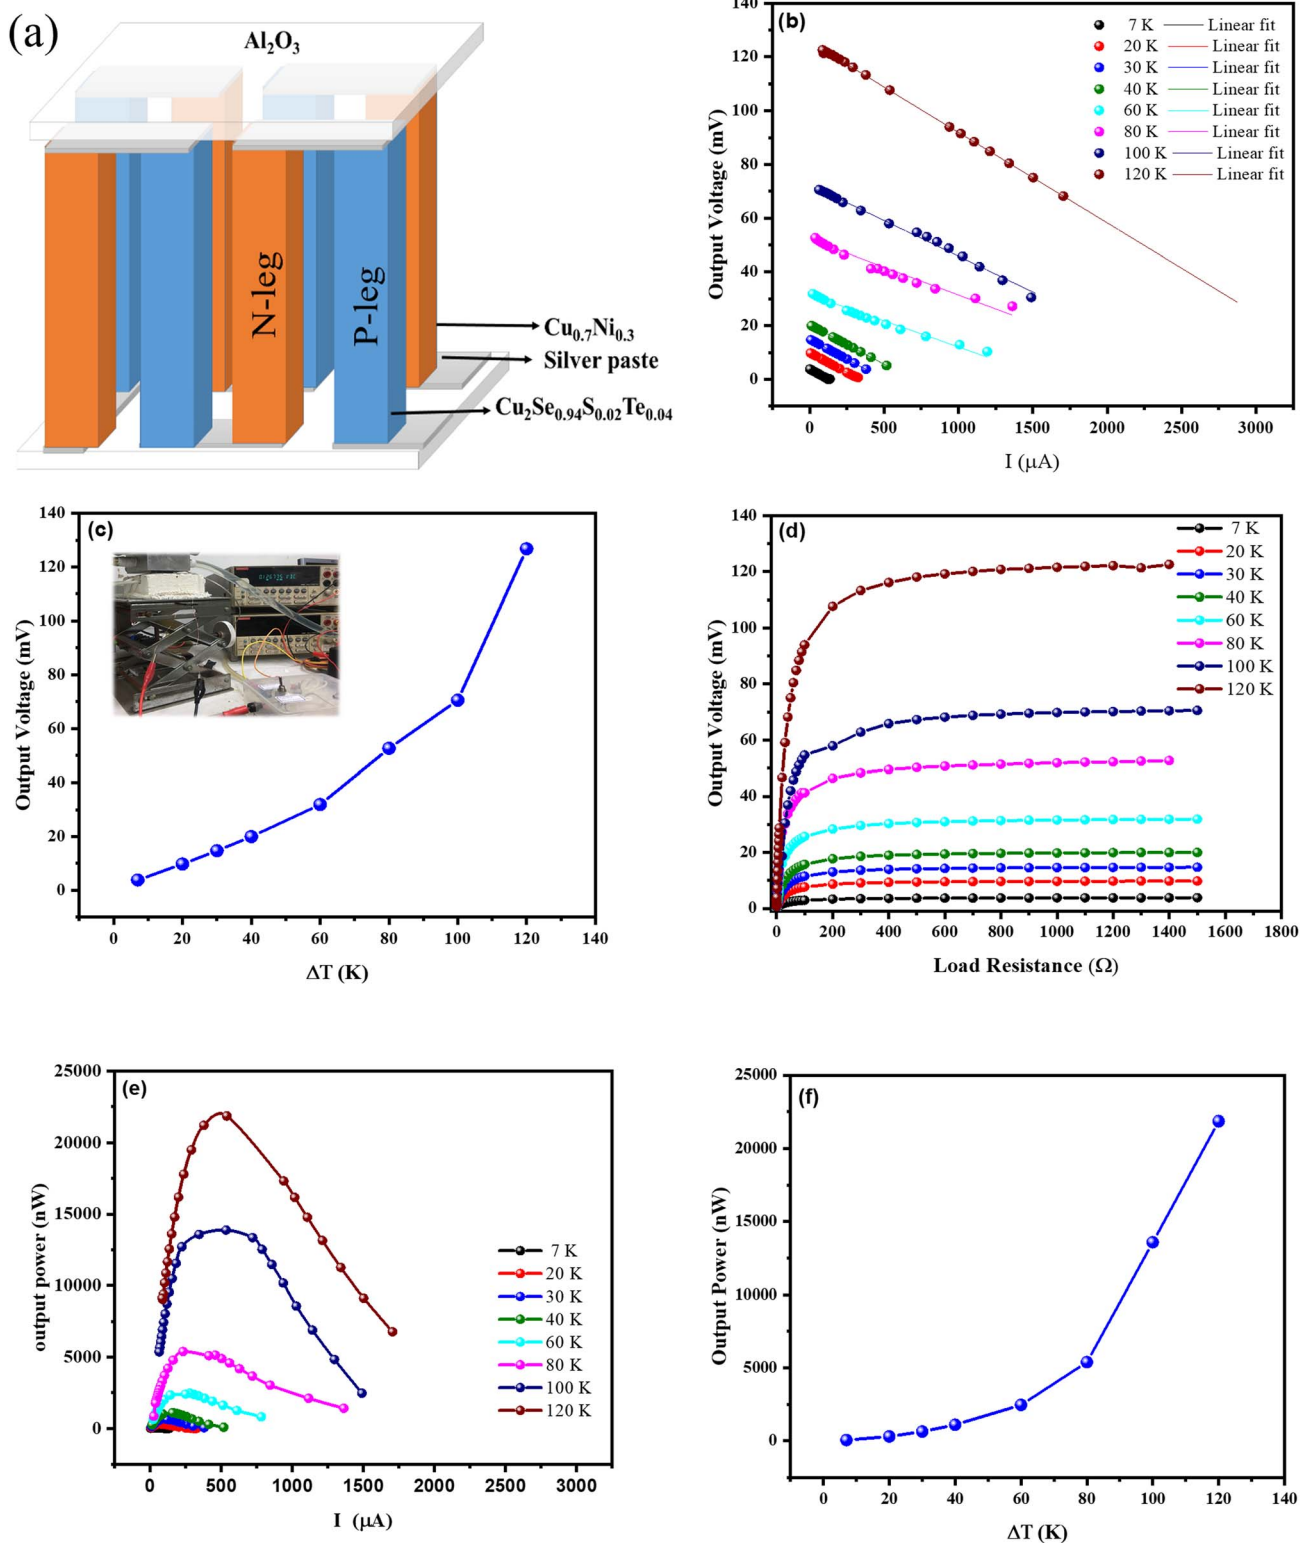 (a)
Al₂O₃
N-leg
P-leg
Cu₀.₇Ni₀.₃
Silver paste
Cu₂Se₀.₉₄S₀.₀₂Te₀.₀₄
(b)
140
120
100
80
60
40
20
0
Output Voltage (mV)
7 K Linear fit
20 K Linear fit
30 K Linear fit
40 K Linear fit
60 K Linear fit
80 K Linear fit
100 K Linear fit
120 K Linear fit
0 500 1000 1500 2000 2500 3000
I (μA)
(c)
140
120
100
80
60
40
20
0
Output Voltage (mV)
0 20 40 60 80 100 120 140
ΔT (K)
(d)
140
120
100
80
60
40
20
0
Output Voltage (mV)
7 K
20 K
30 K
40 K
60 K
80 K
100 K
120 K
0 200 400 600 800 1000 1200 1400 1600 1800
Load Resistance (Ω)
(e)
25000
20000
15000
10000
5000
0
output power (nW)
7 K
20 K
30 K
40 K
60 K
80 K
100 K
120 K
0 500 1000 1500 2000 2500 3000
I (μA)
(f)
25000
20000
15000
10000
5000
0
Output Power (nW)
0 20 40 60 80 100 120 140
ΔT (K)